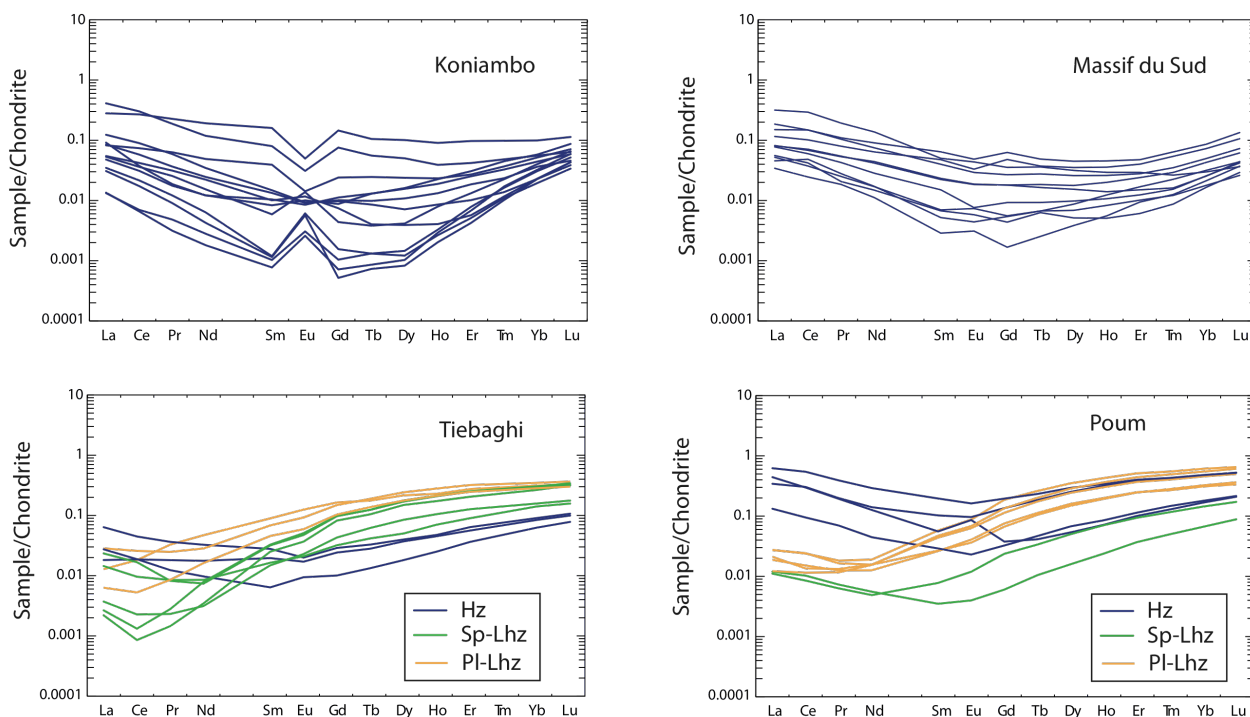 Koniambo
Sample/Chondrite
10
1
0.1
0.01
0.001
0.0001
La Ce Pr Nd Sm Eu Gd Tb Dy Ho Er Tm Yb Lu
Massif du Sud
Sample/Chondrite
10
1
0.1
0.01
0.001
0.0001
La Ce Pr Nd Sm Eu Gd Tb Dy Ho Er Tm Yb Lu
Tiebaghi
Sample/Chondrite
10
1
0.1
0.01
0.001
0.0001
Hz
Sp-Lhz
Pl-Lhz
La Ce Pr Nd Sm Eu Gd Tb Dy Ho Er Tm Yb Lu
Poum
Sample/Chondrite
10
1
0.1
0.01
0.001
0.0001
Hz
Sp-Lhz
Pl-Lhz
La Ce Pr Nd Sm Eu Gd Tb Dy Ho Er Tm Yb Lu